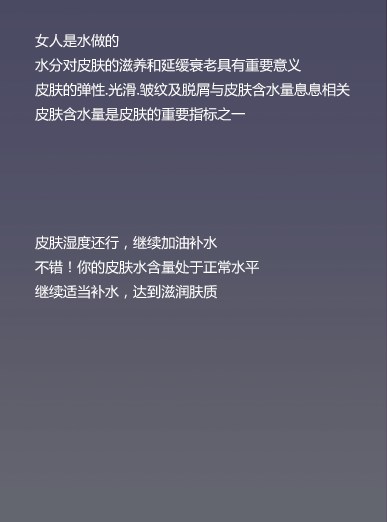 女人是水做的
水分对皮肤的滋养和延缓衰老具有重要意义
皮肤的弹性.光滑.皱纹及脱屑与皮肤含水量息息相关
皮肤含水量是皮肤的重要指标之一
皮肤湿度还行，继续加油补水
不错！你的皮肤水含量处于正常水平
继续适当补水，达到滋润肤质